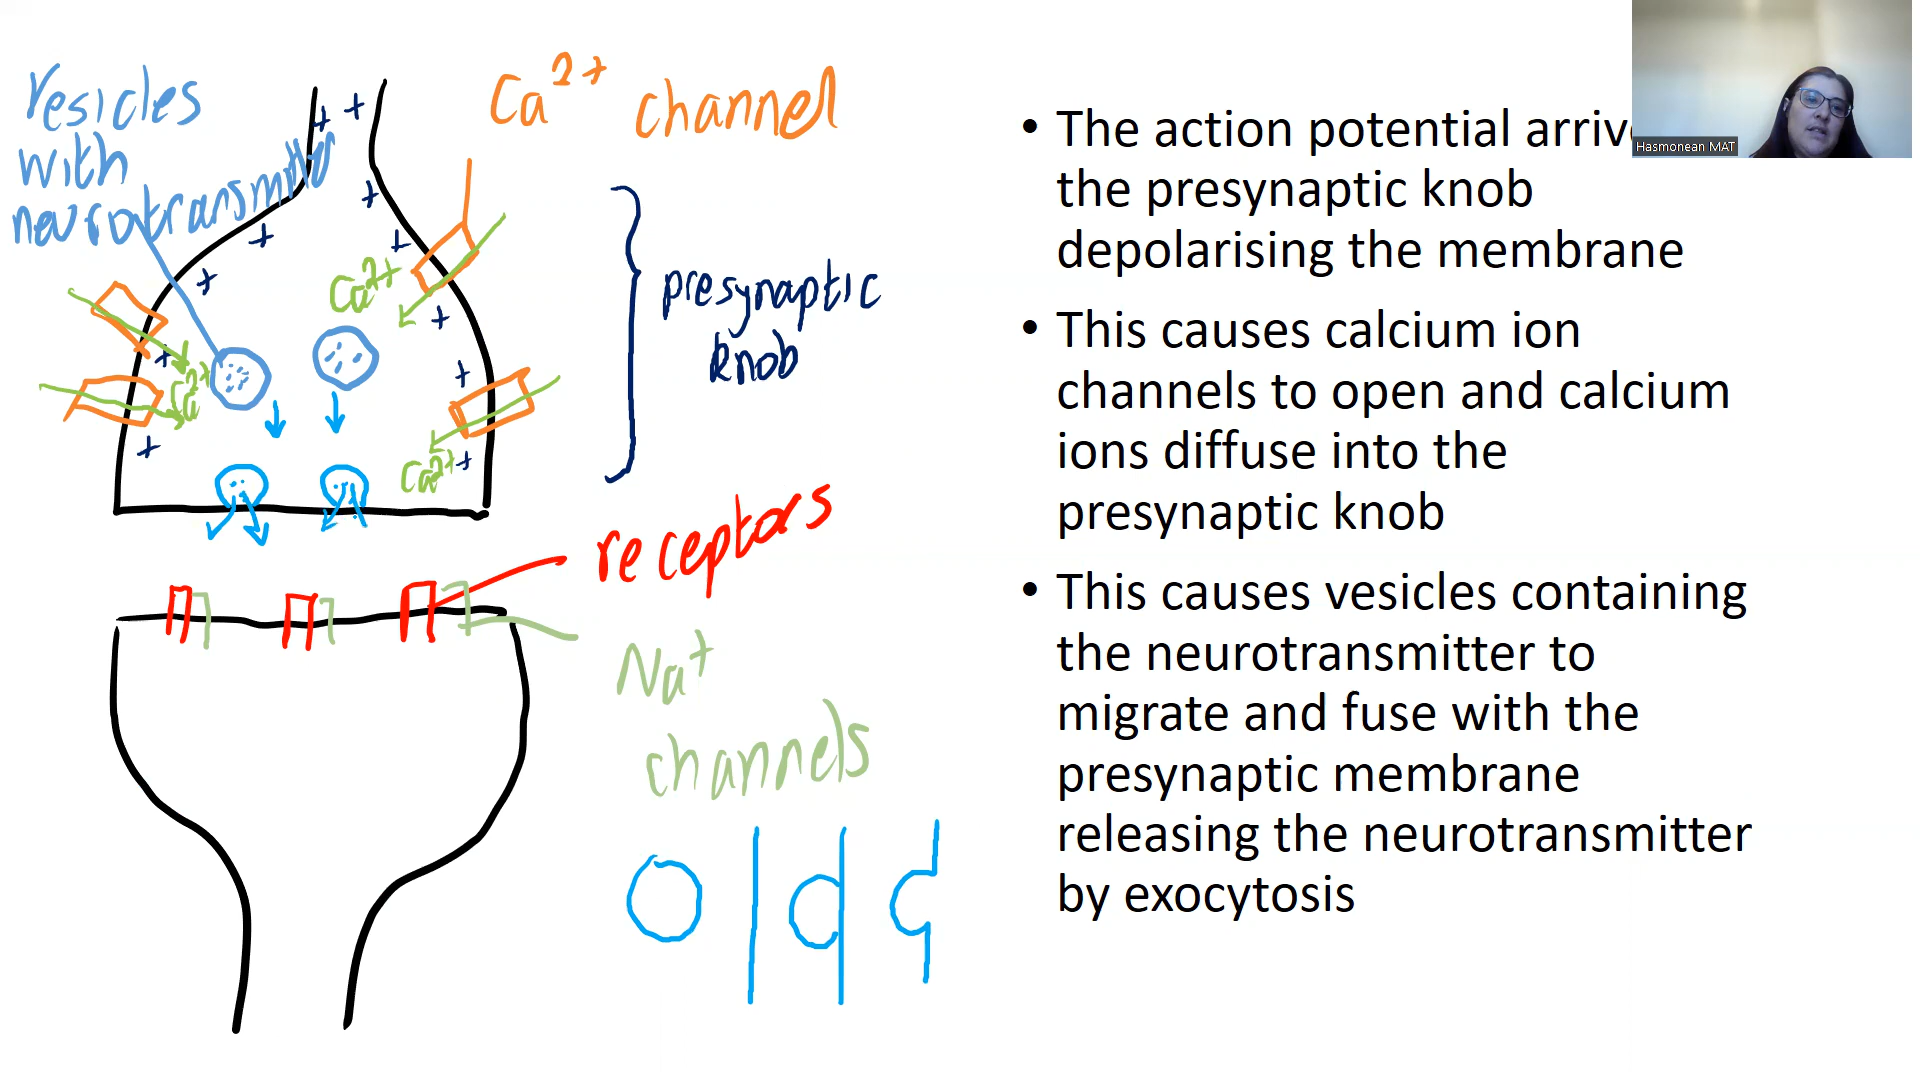 vesicles
with
neurotransmitter
Ca2+ channel
+ +
+
+
+
+
+
+
+
+
+
+
Ca2+
Ca2+
Ca2+
presynaptic
knob
receptors
Na+
channels
• The action potential
the presynaptic knob
depolarising the membrane
• This causes calcium ion
channels to open and calcium
ions diffuse into the
presynaptic knob
• This causes vesicles containing
the neurotransmitter to
migrate and fuse with the
presynaptic membrane
releasing the neurotransmitter
by exocytosis
Hasmonean MAT